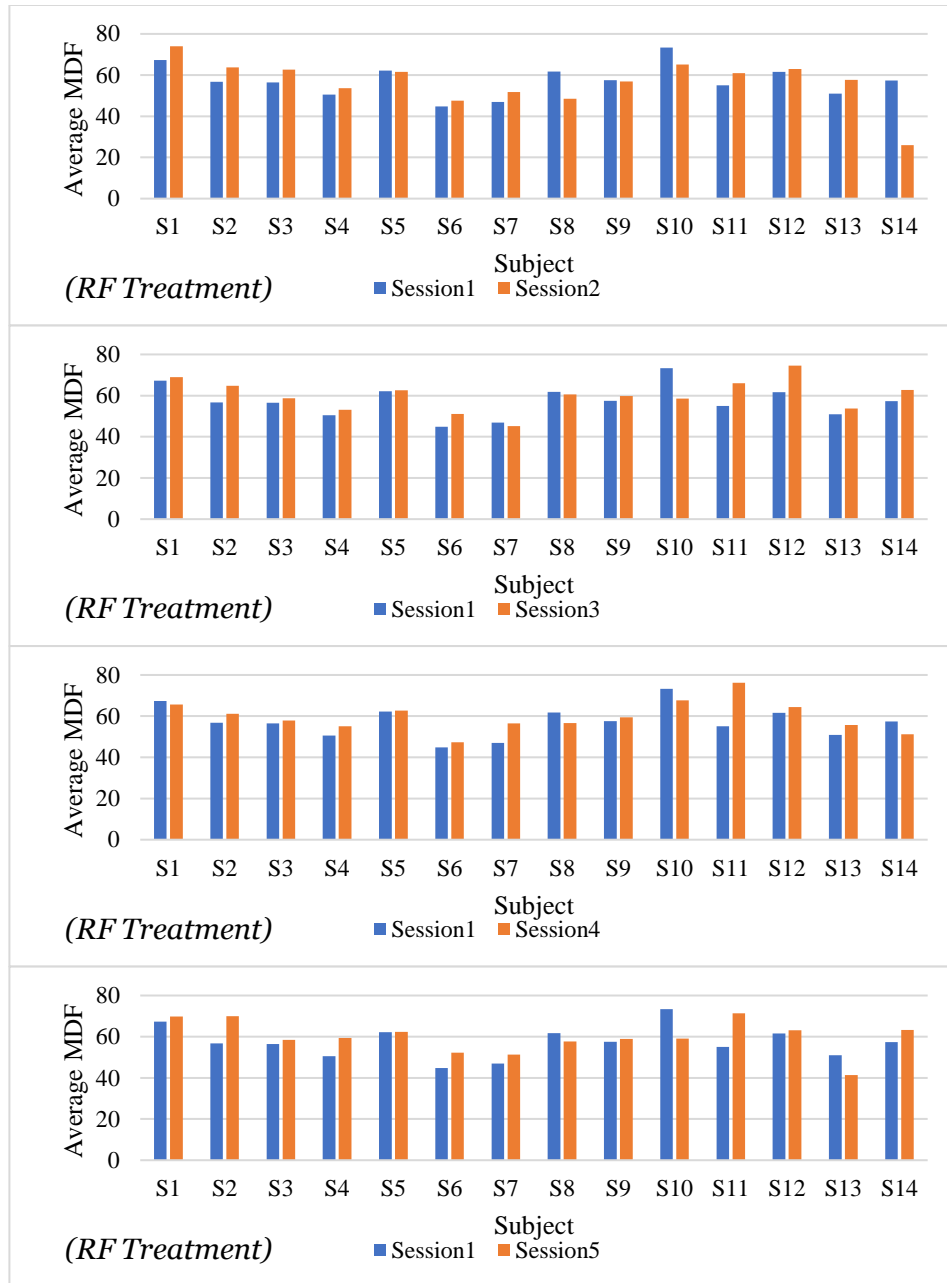 Average MDF
80
60
40
20
0
S1 S2 S3 S4 S5 S6 S7 S8 S9 S10 S11 S12 S13 S14
Subject
(RF Treatment)
Session1 Session2
Average MDF
80
60
40
20
0
S1 S2 S3 S4 S5 S6 S7 S8 S9 S10 S11 S12 S13 S14
Subject
(RF Treatment)
Session1 Session3
Average MDF
80
60
40
20
0
S1 S2 S3 S4 S5 S6 S7 S8 S9 S10 S11 S12 S13 S14
Subject
(RF Treatment)
Session1 Session4
Average MDF
80
60
40
20
0
S1 S2 S3 S4 S5 S6 S7 S8 S9 S10 S11 S12 S13 S14
Subject
(RF Treatment)
Session1 Session5